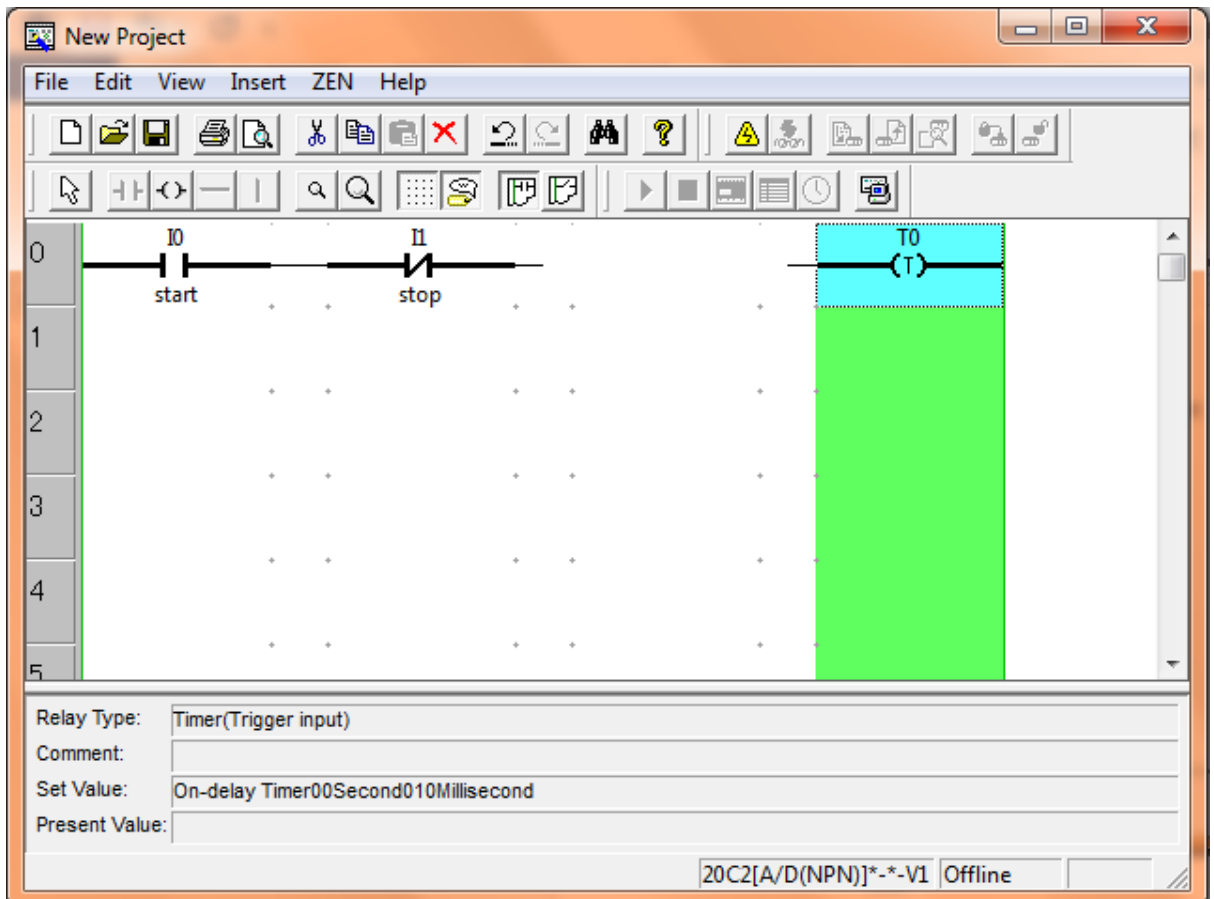 New Project
File Edit View Insert ZEN Help
0
I0
start
I1
stop
T0
(T)
1
2
3
4
5
Relay Type: Timer(Trigger input)
Comment:
Set Value: On-delay Timer00Second010Millisecond
Present Value:
20C2[A/D(NPN)]*-*-V1 Offline